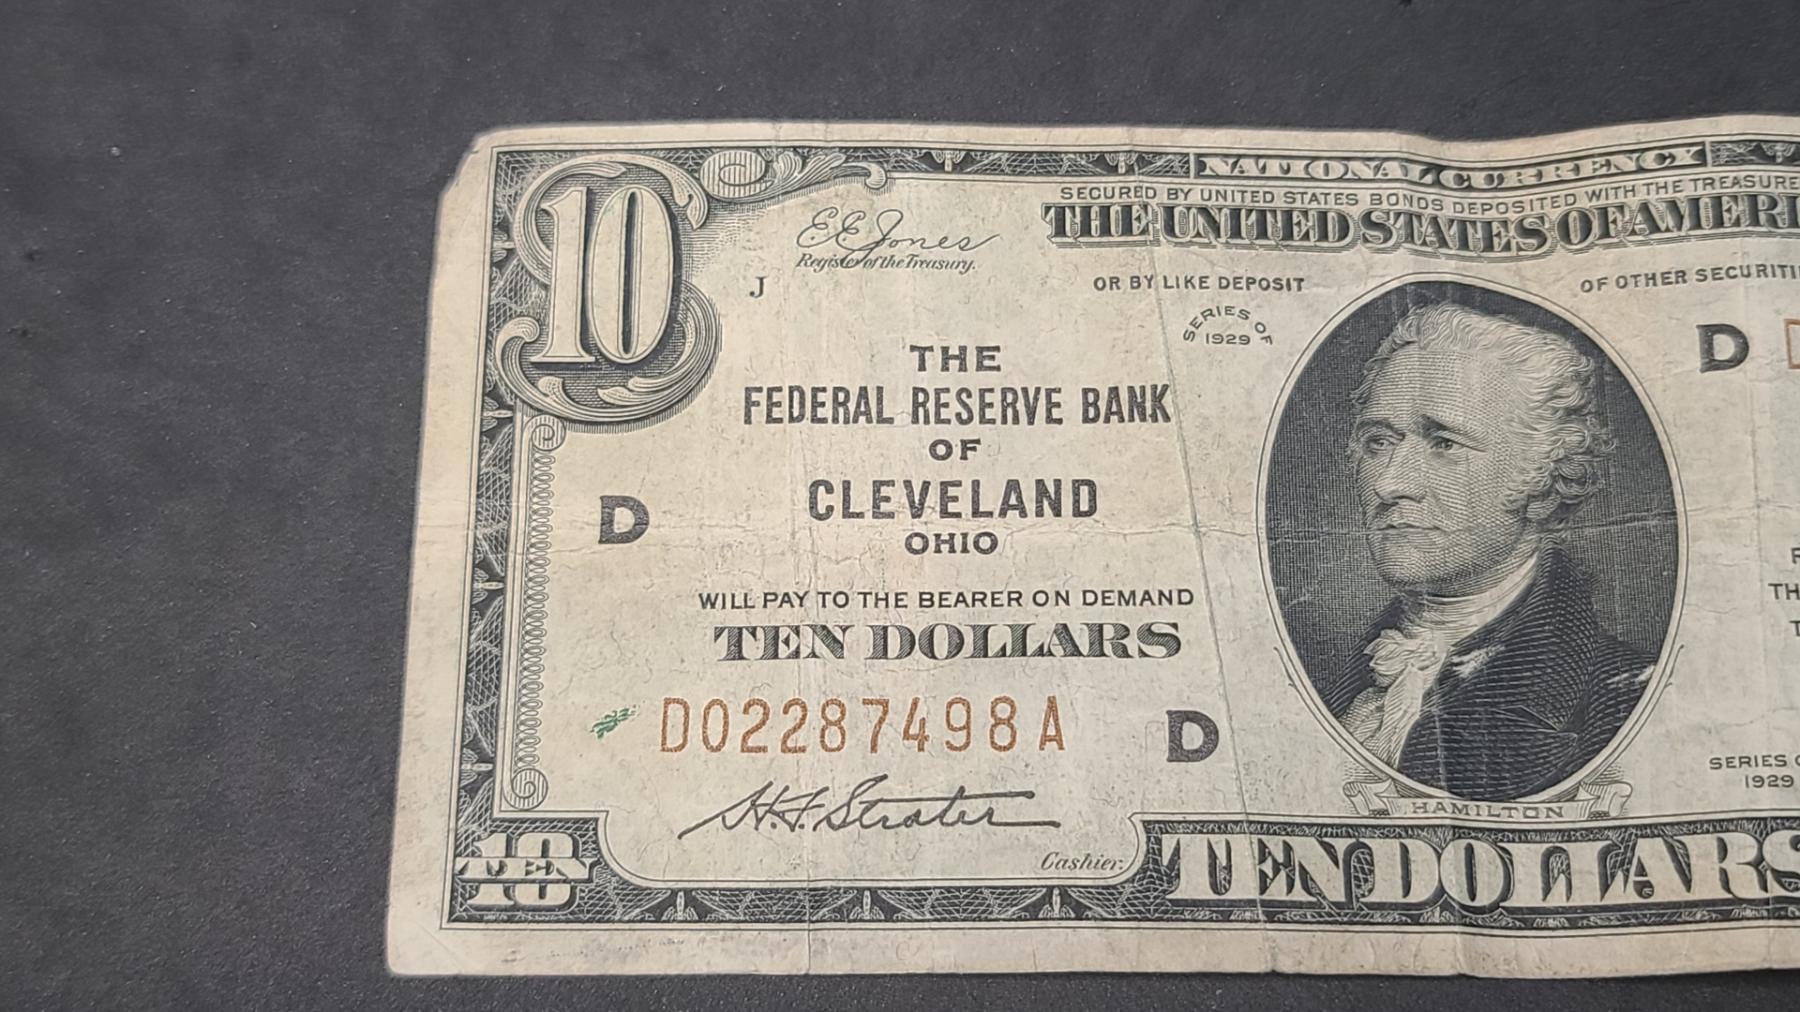 NATIONAL CURRENCY
SECURED BY UNITED STATES BONDS DEPOSITED WITH THE TREASURE
THE UNITED STATES OF AMERI
10
E. E. Jones
Register of the Treasury.
J
OR BY LIKE DEPOSIT
OF OTHER SECURITI
SERIES OF
1929
D
THE
FEDERAL RESERVE BANK
OF
CLEVELAND
OHIO
D
WILL PAY TO THE BEARER ON DEMAND
TEN DOLLARS
TH
D02287498A
D
SERIES
1929
H. F. Strater
Cashier.
HAMILTON
10
TEN
TEN DOLLARS